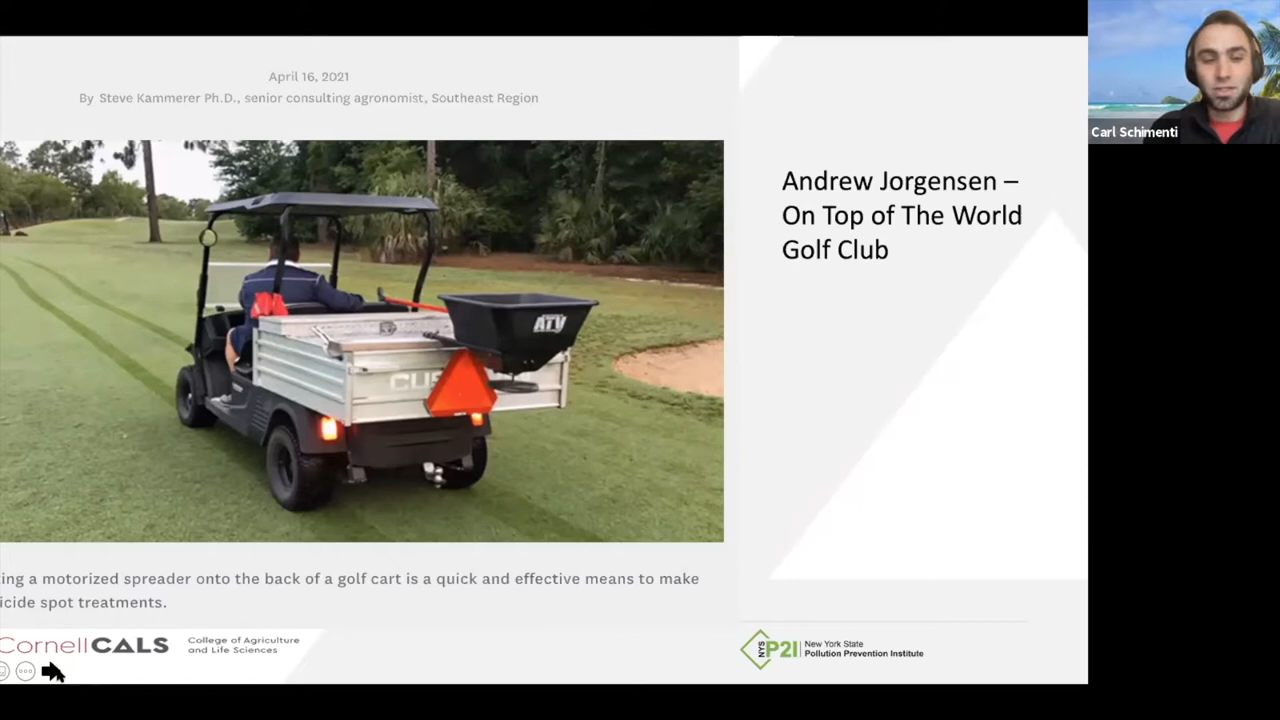 April 16, 2021
By Steve Kammerer Ph.D., senior consulting agronomist, Southeast Region
Carl Schimenti
Andrew Jorgensen –
On Top of The World
Golf Club
ATV
ing a motorized spreader onto the back of a golf cart is a quick and effective means to make
icide spot treatments.
CornellCALS
College of Agriculture
and Life Sciences
NYS P2I
New York State
Pollution Prevention Institute